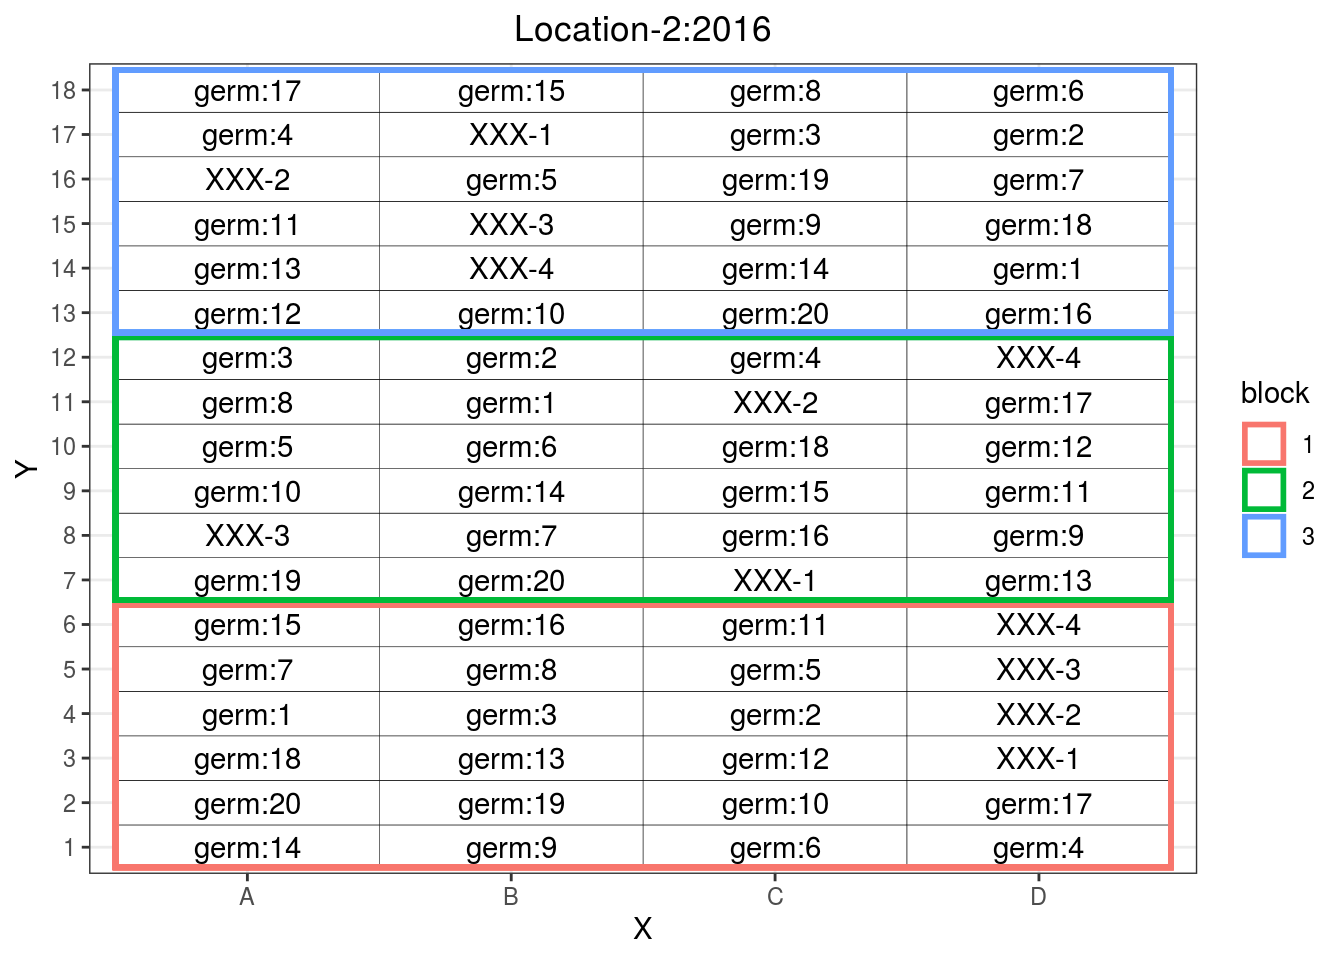 Location-2:2016
18 germ:17 germ:15 germ:8 germ:6
17 germ:4 XXX-1 germ:3 germ:2
16 XXX-2 germ:5 germ:19 germ:7
15 germ:11 XXX-3 germ:9 germ:18
14 germ:13 XXX-4 germ:14 germ:1
13 germ:12 germ:10 germ:20 germ:16
12 germ:3 germ:2 germ:4 XXX-4
11 germ:8 germ:1 XXX-2 germ:17
10 germ:5 germ:6 germ:18 germ:12
9 germ:10 germ:14 germ:15 germ:11
8 XXX-3 germ:7 germ:16 germ:9
7 germ:19 germ:20 XXX-1 germ:13
6 germ:15 germ:16 germ:11 XXX-4
5 germ:7 germ:8 germ:5 XXX-3
4 germ:1 germ:3 germ:2 XXX-2
3 germ:18 germ:13 germ:12 XXX-1
2 germ:20 germ:19 germ:10 germ:17
1 germ:14 germ:9 germ:6 germ:4
A B C D
X
Y
block
1
2
3